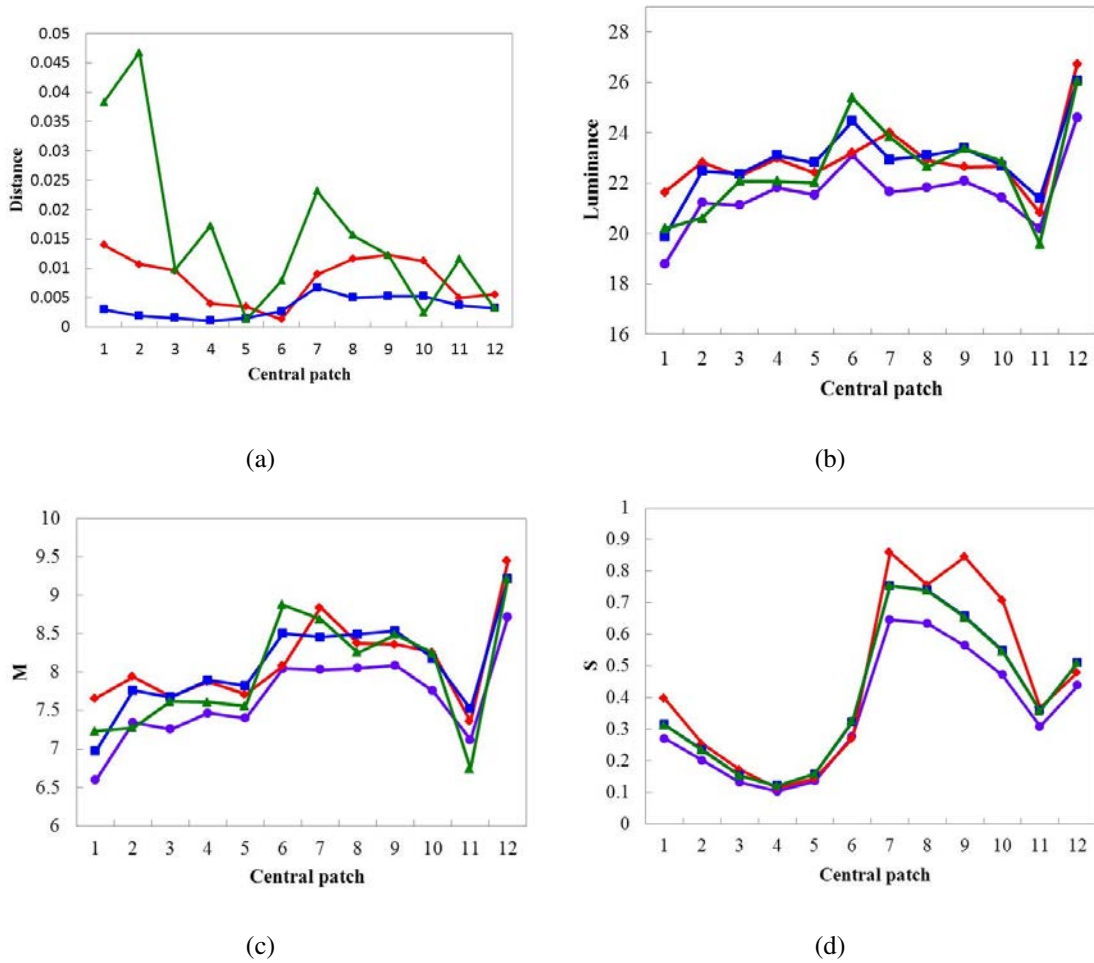 0.05
0.045
0.04
0.035
0.03
0.025
0.02
0.015
0.01
0.005
0
Distance
1 2 3 4 5 6 7 8 9 10 11 12
Central patch
(a)
28
26
24
22
20
18
16
Luminance
1 2 3 4 5 6 7 8 9 10 11 12
Central patch
(b)
10
9.5
9
8.5
8
7.5
7
6.5
6
M
1 2 3 4 5 6 7 8 9 10 11 12
Central patch
(c)
1
0.9
0.8
0.7
0.6
0.5
0.4
0.3
0.2
0.1
0
S
1 2 3 4 5 6 7 8 9 10 11 12
Central patch
(d)